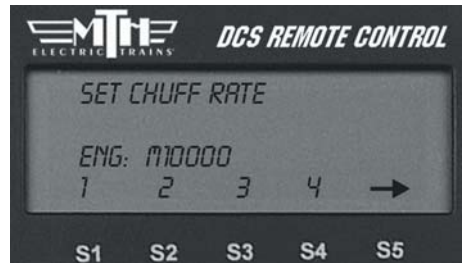 MTH DCS REMOTE CONTROL
ELECTRIC TRAINS
SET CHUFF RATE
ENG: M10000
1 2 3 4 →
S1 S2 S3 S4 S5